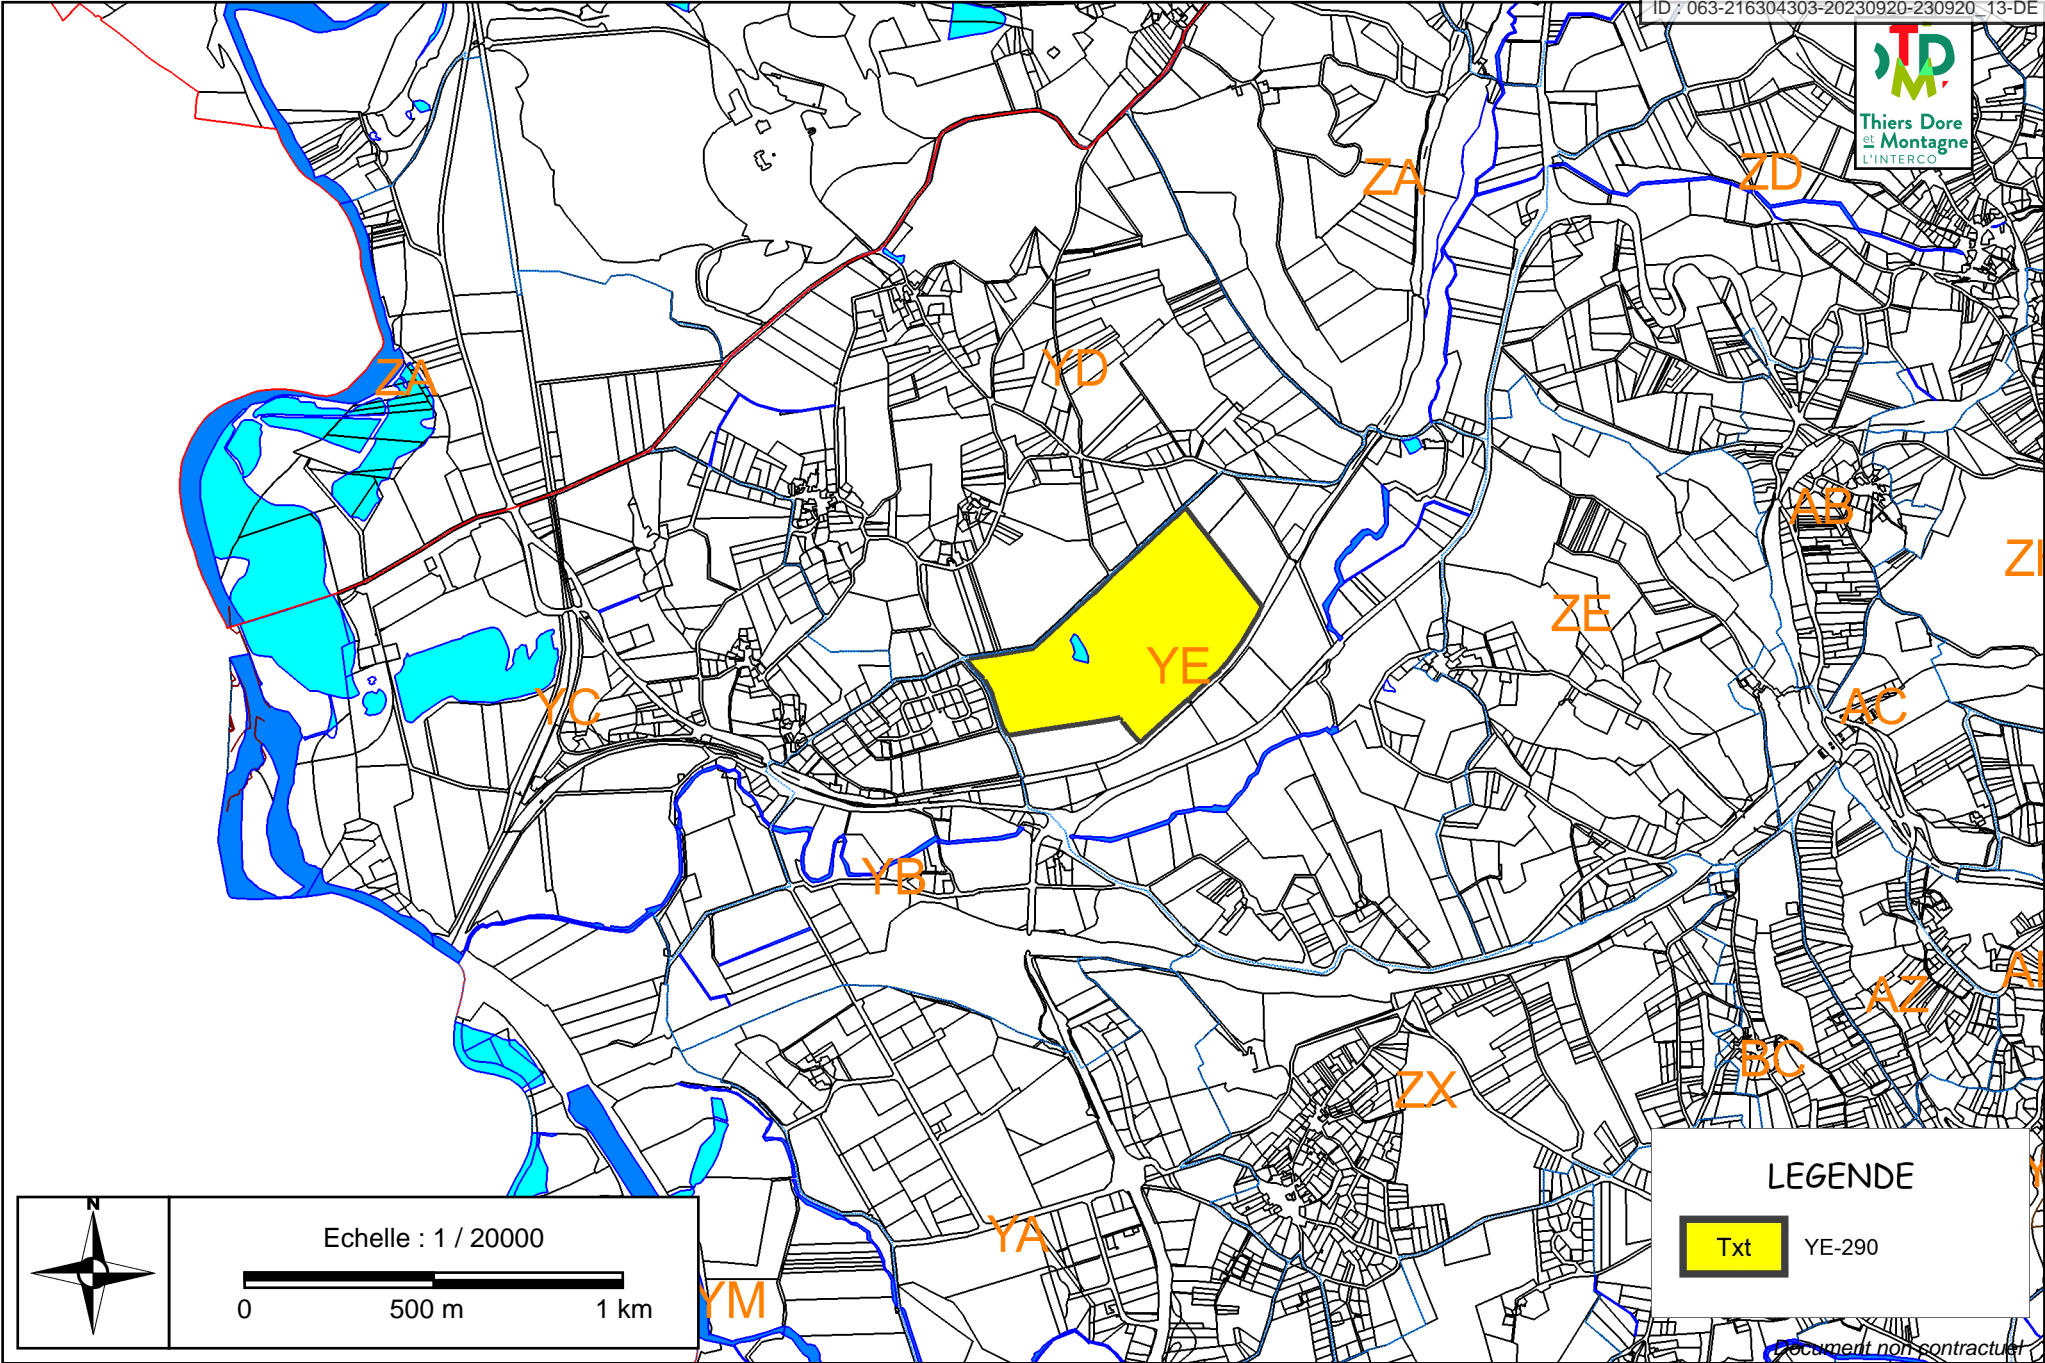 ID : 063-216304303-20230920-230920_13-DE
TDM
Thiers Dore
et Montagne
L'INTERCO
ZA
ZD
ZA
YD
AB
ZE
YE
YC
AC
YB
AZ
BC
ZX
YA
YM
LEGENDE
Txt YE-290
N
Echelle : 1 / 20000
0 500 m 1 km
Document non contractuel